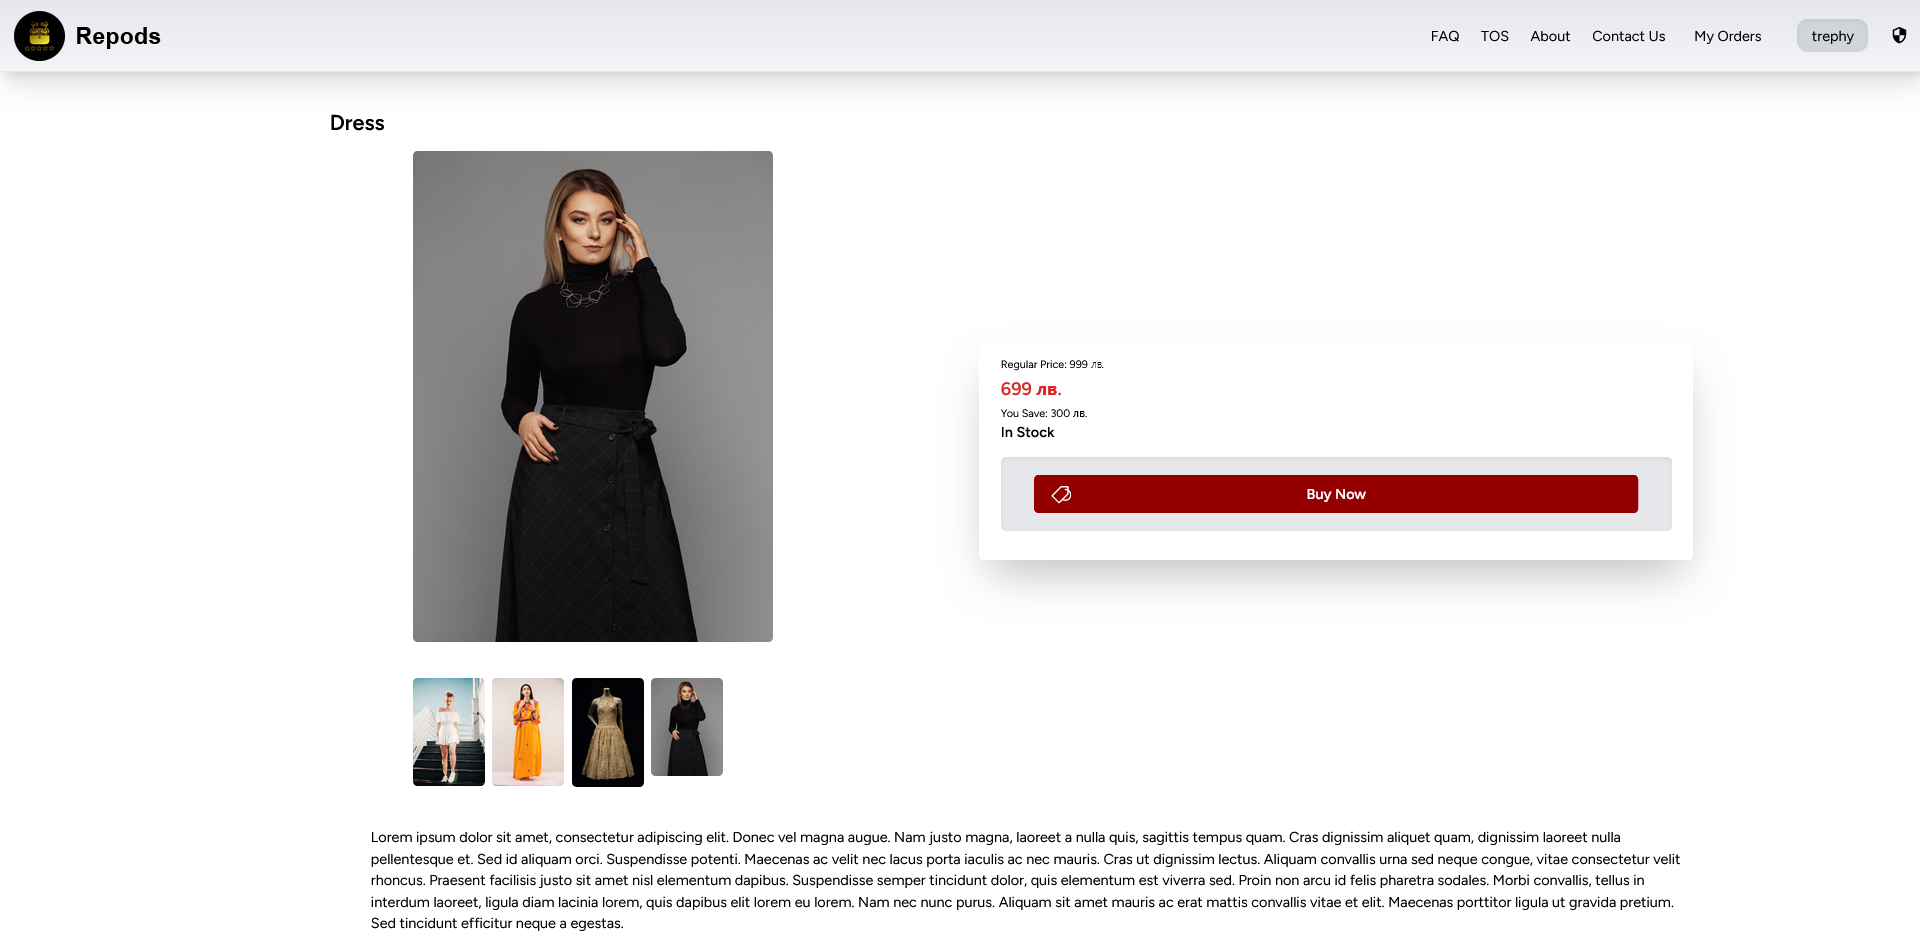 Repods
FAQ
TOS
About
Contact Us
My Orders
trephy
Dress
Regular Price: 999 лв.
699 лв.
You Save: 300 лв.
In Stock
Buy Now
Lorem ipsum dolor sit amet, consectetur adipiscing elit. Donec vel magna augue. Nam justo magna, laoreet a nulla quis, sagittis tempus quam. Cras dignissim aliquet quam, dignissim laoreet nulla
pellentesque et. Sed id aliquam orci. Suspendisse potenti. Maecenas ac velit nec lacus porta iaculis ac nec mauris. Cras ut dignissim lectus. Aliquam convallis urna sed neque congue, vitae consectetur velit
rhoncus. Praesent facilisis justo sit amet nisl elementum dapibus. Suspendisse semper tincidunt dolor, quis elementum est viverra sed. Proin non arcu id felis pharetra sodales. Morbi convallis, tellus in
interdum laoreet, ligula diam lacinia lorem, quis dapibus elit lorem eu lorem. Nam nec nunc purus. Aliquam sit amet mauris ac erat mattis convallis vitae et elit. Maecenas porttitor ligula ut gravida pretium.
Sed tincidunt efficitur neque a egestas.